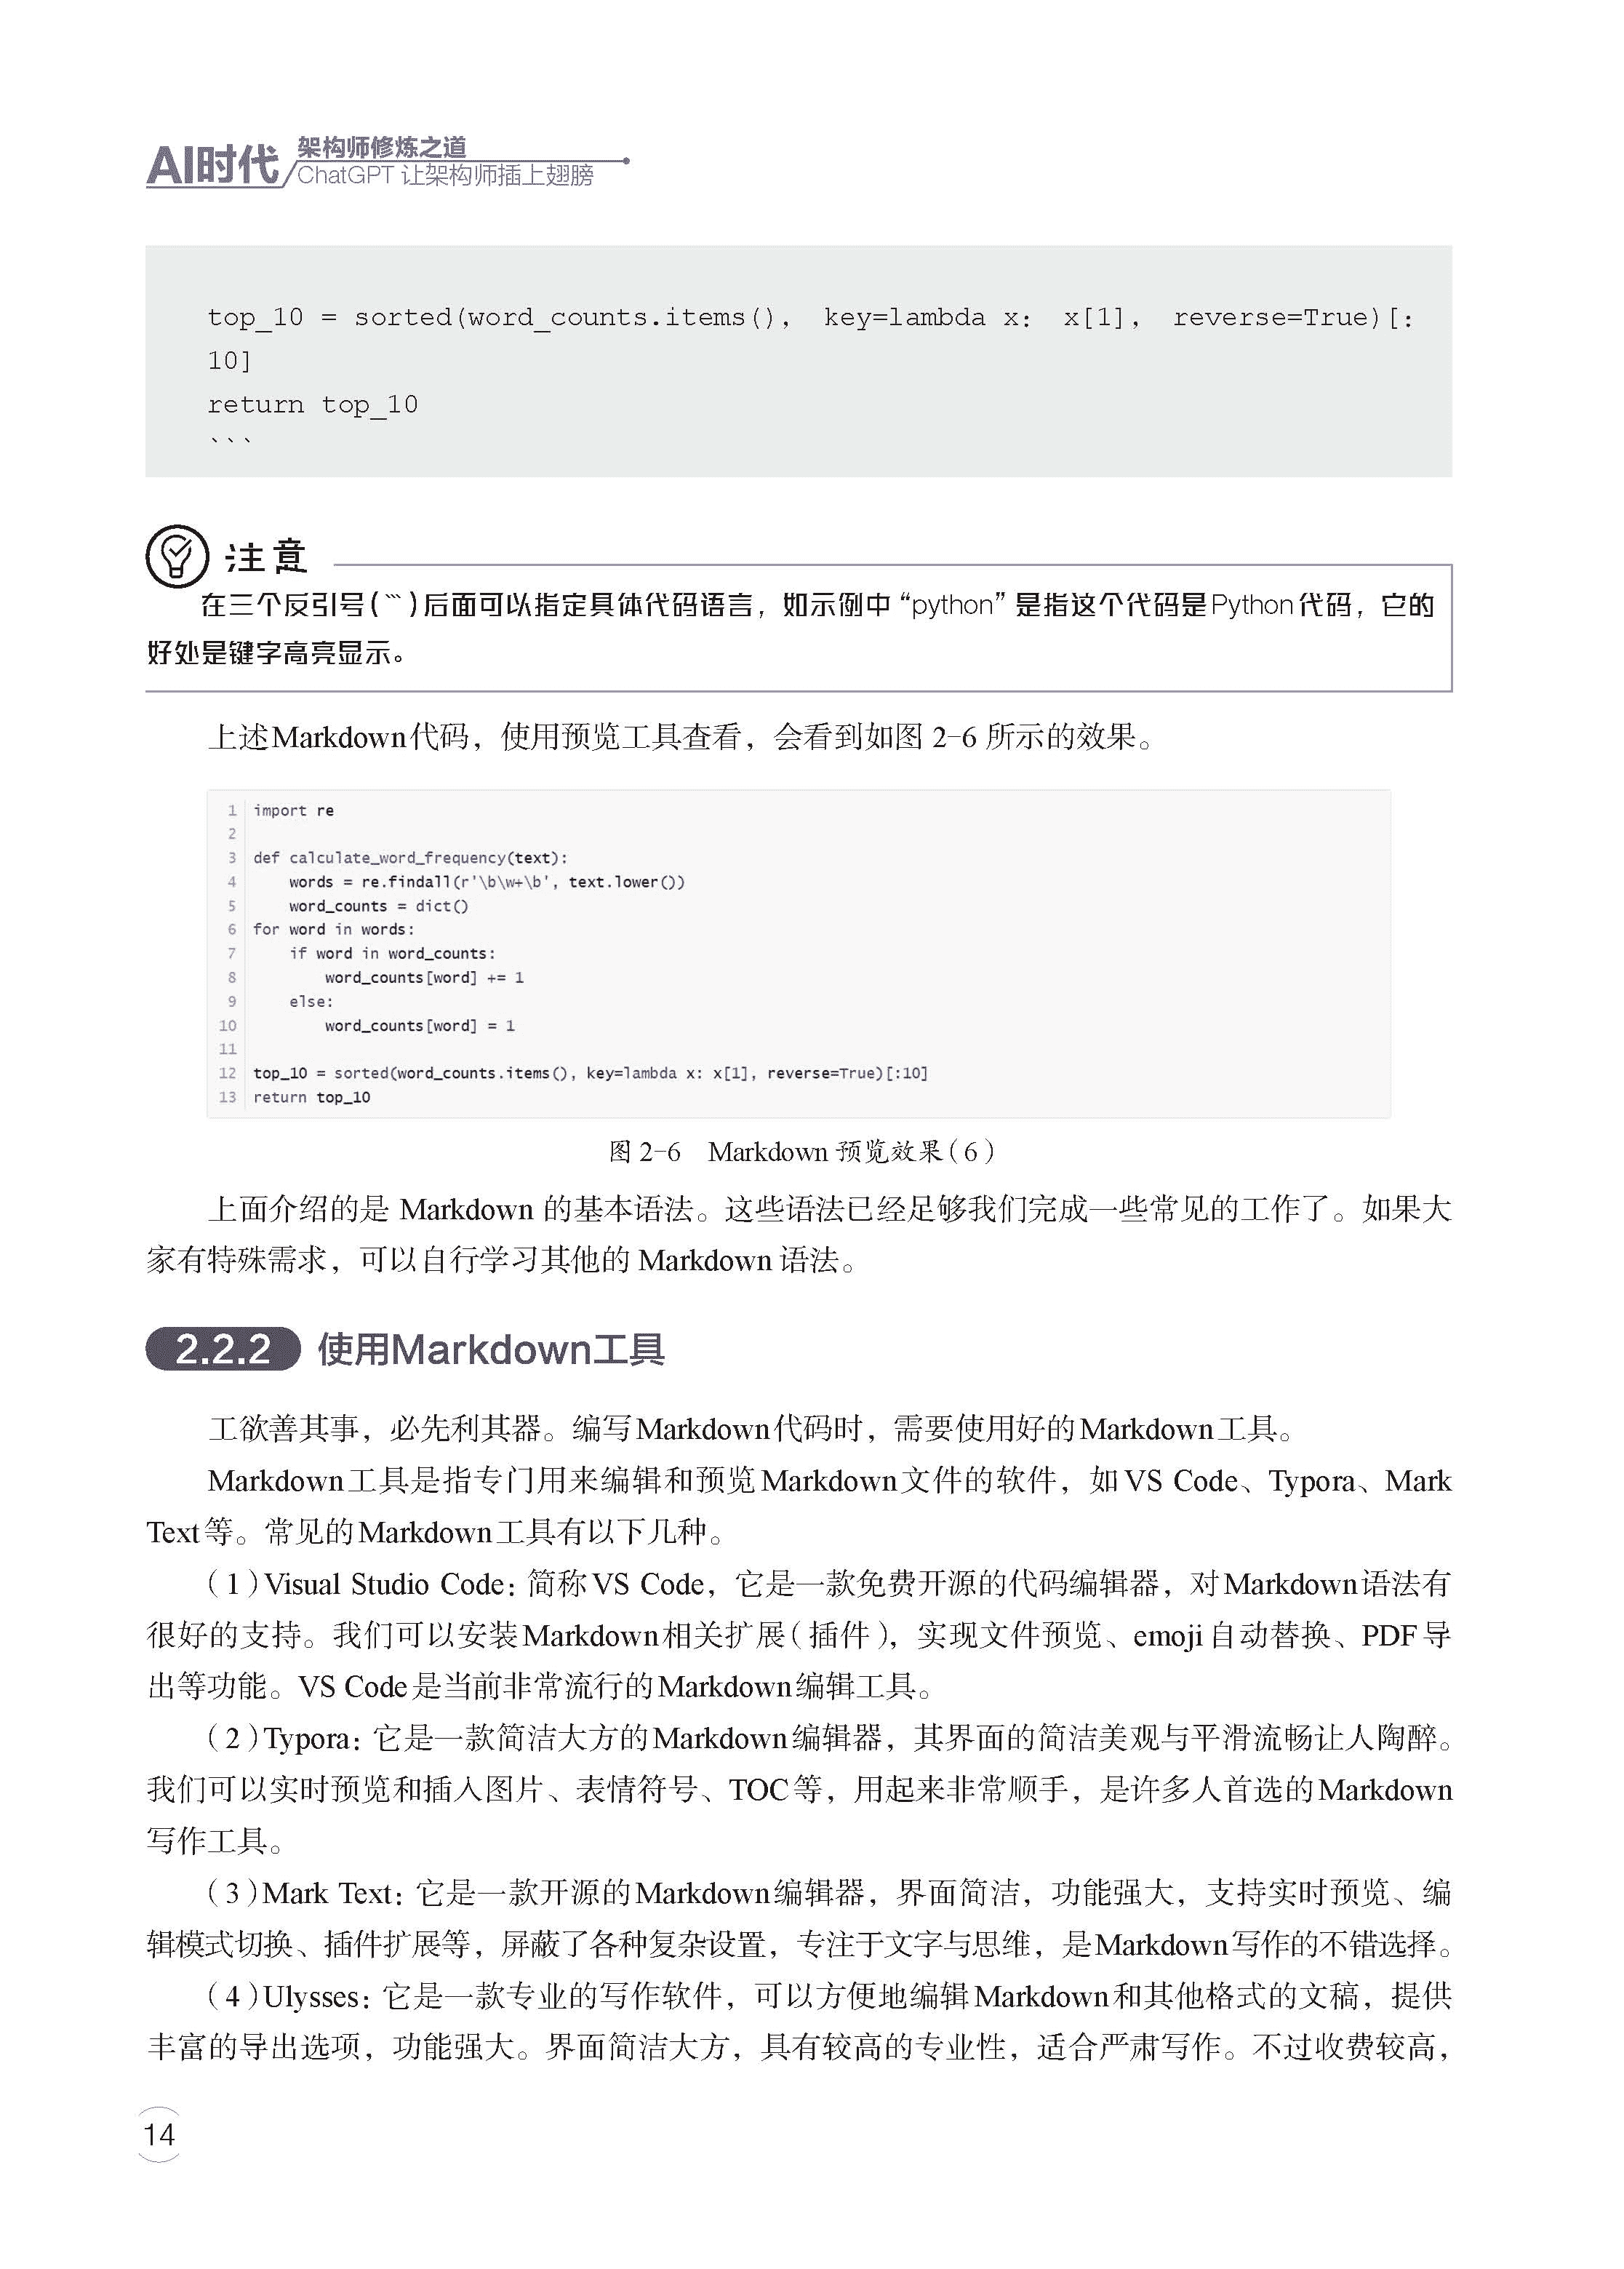 AI时代
架构师修炼之道
ChatGPT 让架构师插上翅膀
top_10 = sorted(word_counts.items(), key=lambda x: x[1], reverse=True)[:
10]
return top_10
```
注意
在三个反引号(```)后面可以指定具体代码语言，如示例中“python”是指这个代码是Python代码，它的
好处是键字高亮显示。
上述Markdown代码，使用预览工具查看，会看到如图 2-6 所示的效果。
1 import re
2
3 def calculate_word_frequency(text):
4     words = re.findall(r'\b\w+\b', text.lower())
5     word_counts = dict()
6 for word in words:
7     if word in word_counts:
8         word_counts[word] += 1
9     else:
10         word_counts[word] = 1
11
12 top_10 = sorted(word_counts.items(), key=lambda x: x[1], reverse=True)[:10]
13 return top_10
图 2-6 Markdown 预览效果（6）
上面介绍的是 Markdown 的基本语法。这些语法已经足够我们完成一些常见的工作了。如果大
家有特殊需求，可以自行学习其他的 Markdown 语法。
2.2.2 使用Markdown工具
工欲善其事，必先利其器。编写Markdown代码时，需要使用好的Markdown工具。
Markdown工具是指专门用来编辑和预览Markdown文件的软件，如VS Code、Typora、Mark
Text等。常见的Markdown工具有以下几种。
（1）Visual Studio Code：简称VS Code，它是一款免费开源的代码编辑器，对Markdown语法有
很好的支持。我们可以安装Markdown相关扩展（插件），实现文件预览、emoji自动替换、PDF导
出等功能。VS Code是当前非常流行的Markdown编辑工具。
（2）Typora：它是一款简洁大方的Markdown编辑器，其界面的简洁美观与平滑流畅让人陶醉。
我们可以实时预览和插入图片、表情符号、TOC等，用起来非常顺手，是许多人首选的Markdown
写作工具。
（3）Mark Text：它是一款开源的Markdown编辑器，界面简洁，功能强大，支持实时预览、编
辑模式切换、插件扩展等，屏蔽了各种复杂设置，专注于文字与思维，是Markdown写作的不错选择。
（4）Ulysses：它是一款专业的写作软件，可以方便地编辑Markdown和其他格式的文稿，提供
丰富的导出选项，功能强大。界面简洁大方，具有较高的专业性，适合严肃写作。不过收费较高，
14